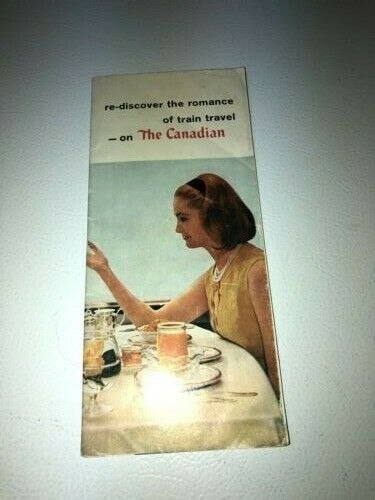 re-discover the romance
of train travel
—on The Canadian